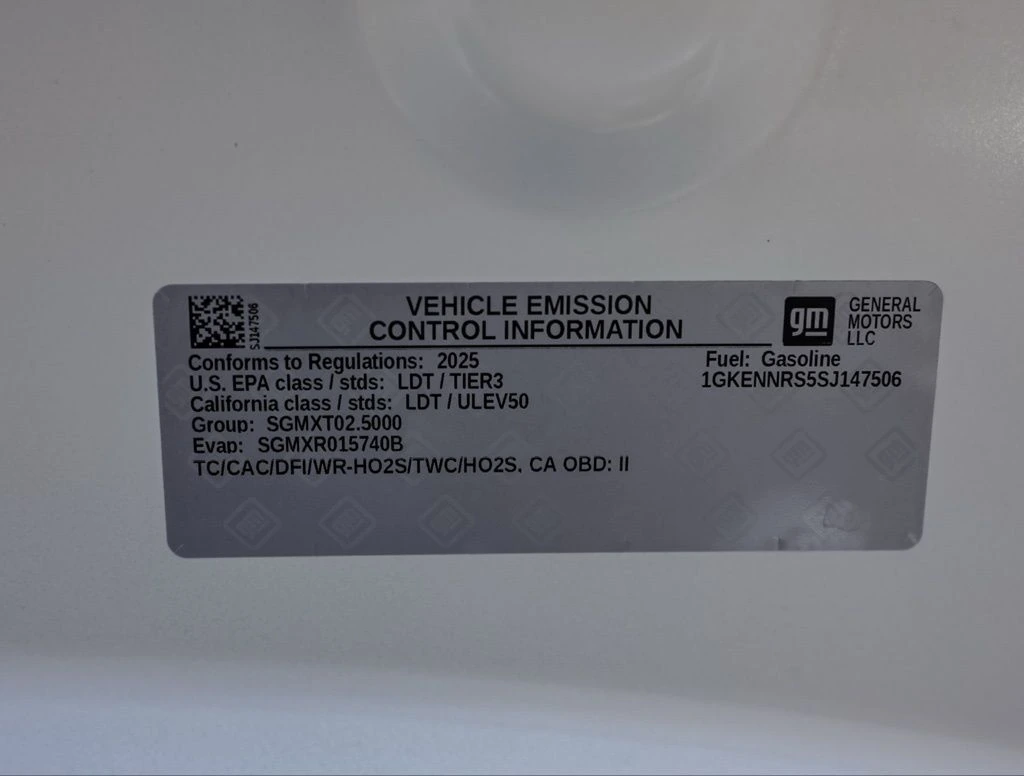 VEHICLE EMISSION
CONTROL INFORMATION
SJ147506
gm
GENERAL
MOTORS
LLC
Conforms to Regulations: 2025
Fuel: Gasoline
U.S. EPA class / stds: LDT / TIER3
1GKENNRS5SJ147506
California class / stds: LDT / ULEV50
Group: SGMXT02.5000
Evap: SGMXR015740B
TC/CAC/DFI/WR-HO2S/TWC/HO2S, CA OBD: II